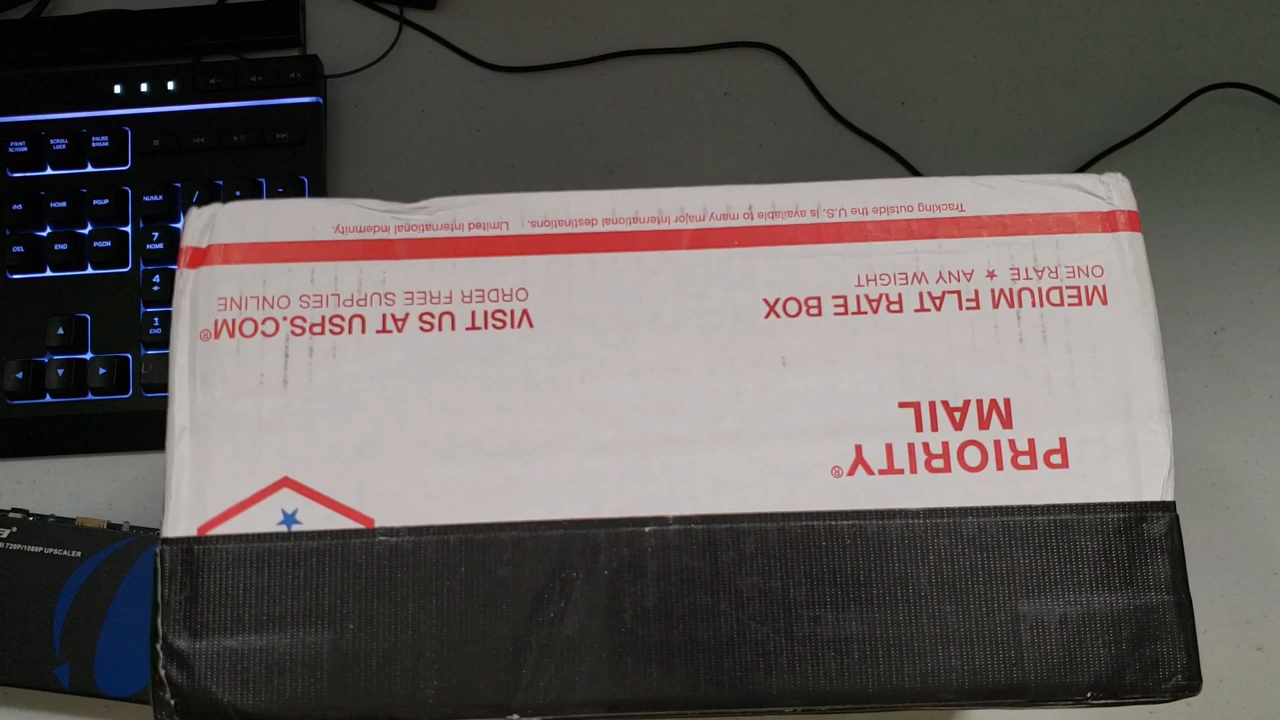 PRIORITY®
MAIL
MEDIUM FLAT RATE BOX
ONE RATE ★ ANY WEIGHT
VISIT US AT USPS.COM®
ORDER FREE SUPPLIES ONLINE
Tracking outside the U.S. is available to many major International destinations. Limited International indemnity.
PRINT SCREEN
SCROLL LOCK
PAUSE BREAK
INS
HOME
PGUP
NUMLK
/
*
-
DEL
END
PGDN
7
HOME
4
1
END
720P/1080P UPSCALER